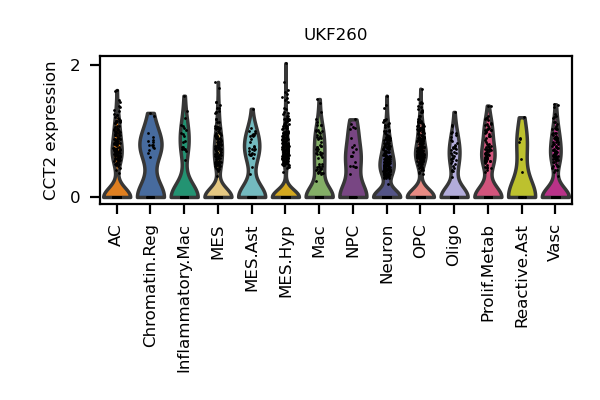 UKF260
CCT2 expression
2
0
AC
Chromatin.Reg
Inflammatory.Mac
MES
MES.Ast
MES.Hyp
Mac
NPC
Neuron
OPC
Oligo
Prolif.Metab
Reactive.Ast
Vasc